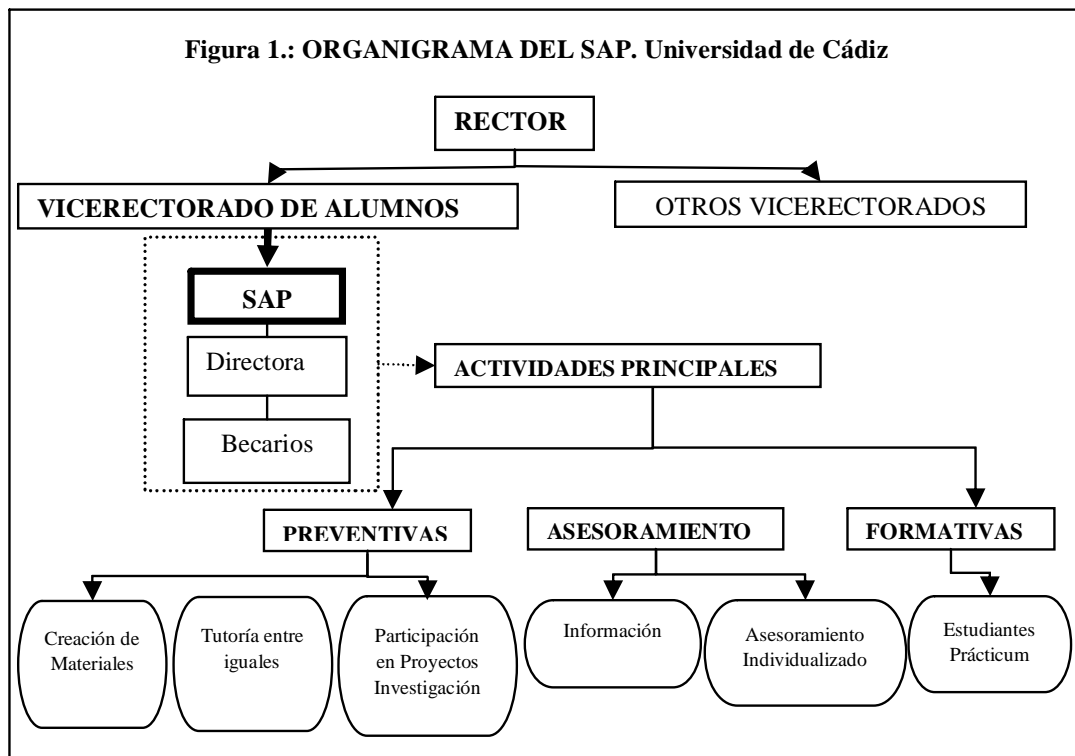 Figura 1.: ORGANIGRAMA DEL SAP. Universidad de Cádiz
RECTOR
VICERECTORADO DE ALUMNOS
OTROS VICERECTORADOS
SAP
Directora
Becarios
ACTIVIDADES PRINCIPALES
PREVENTIVAS
ASESORAMIENTO
FORMATIVAS
Creación de
Materiales
Tutoría entre
iguales
Participación
en Proyectos
Investigación
Información
Asesoramiento
Individualizado
Estudiantes
Prácticum